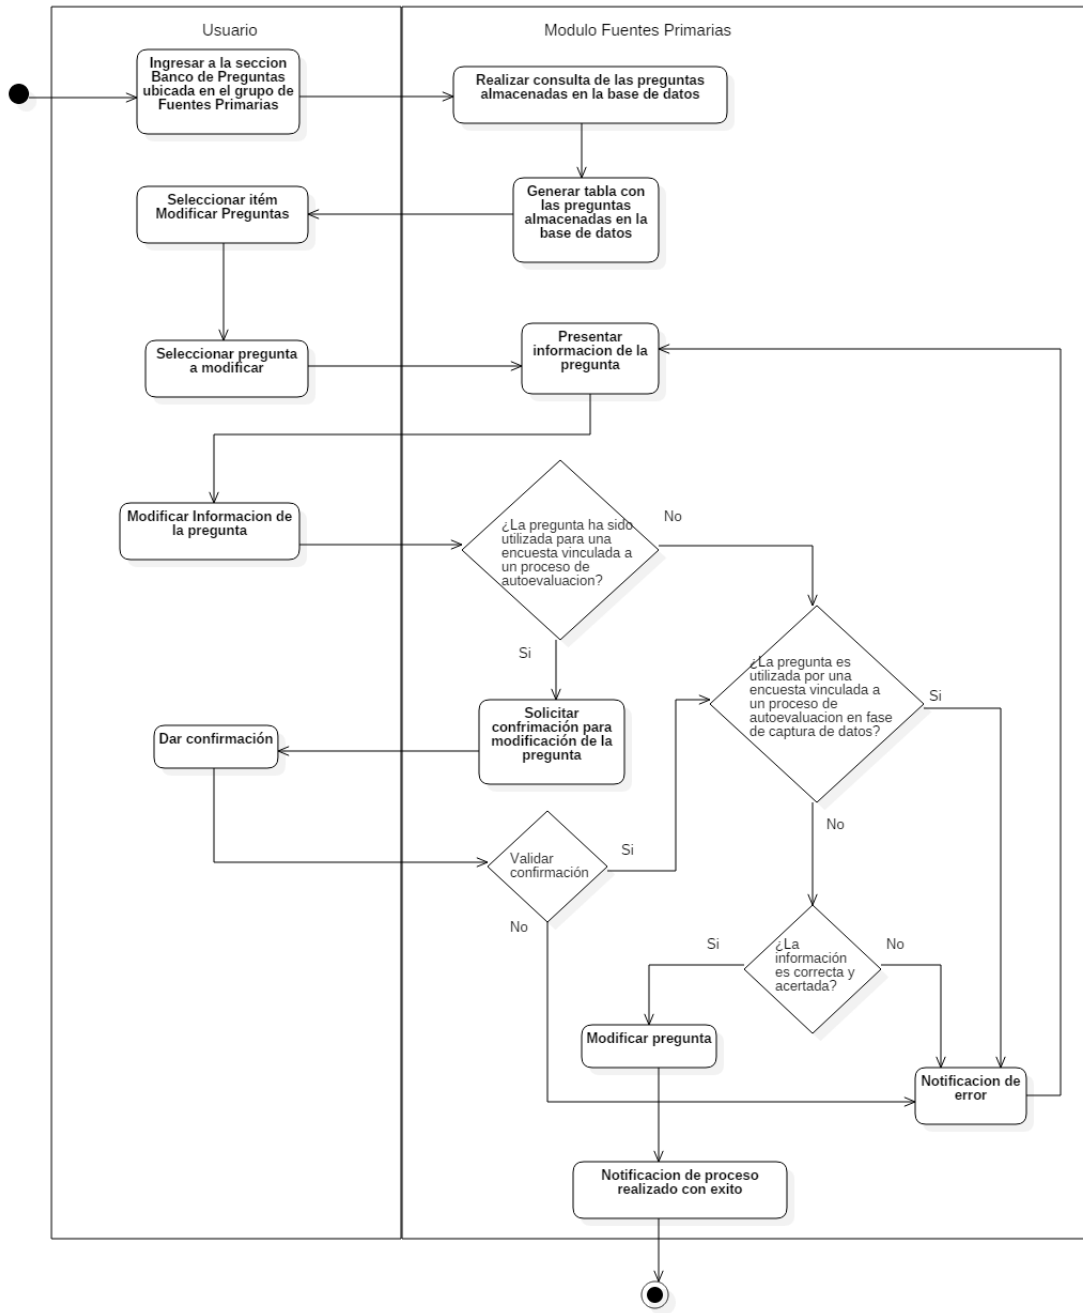 Usuario
Modulo Fuentes Primarias
Ingresar a la seccion
Banco de Preguntas
ubicada en el grupo de
Fuentes Primarias
Realizar consulta de las preguntas
almacenadas en la base de datos
Generar tabla con
las preguntas
almacenadas en la
base de datos
Seleccionar itém
Modificar Preguntas
Seleccionar pregunta
a modificar
Presentar
informacion de la
pregunta
Modificar Informacion de
la pregunta
¿La pregunta ha sido
utilizada para una
encuesta vinculada a
un proceso de
autoevaluacion?
No
Si
¿La pregunta es
utilizada por una
encuesta vinculada a
un proceso de
autoevaluacion en fase
de captura de datos?
Si
No
Solicitar
confrimación para
modificación de la
pregunta
Dar confirmación
Validar
confirmación
Si
No
¿La
información
es correcta y
acertada?
Si
No
Modificar pregunta
Notificacion de
error
Notificacion de proceso
realizado con exito